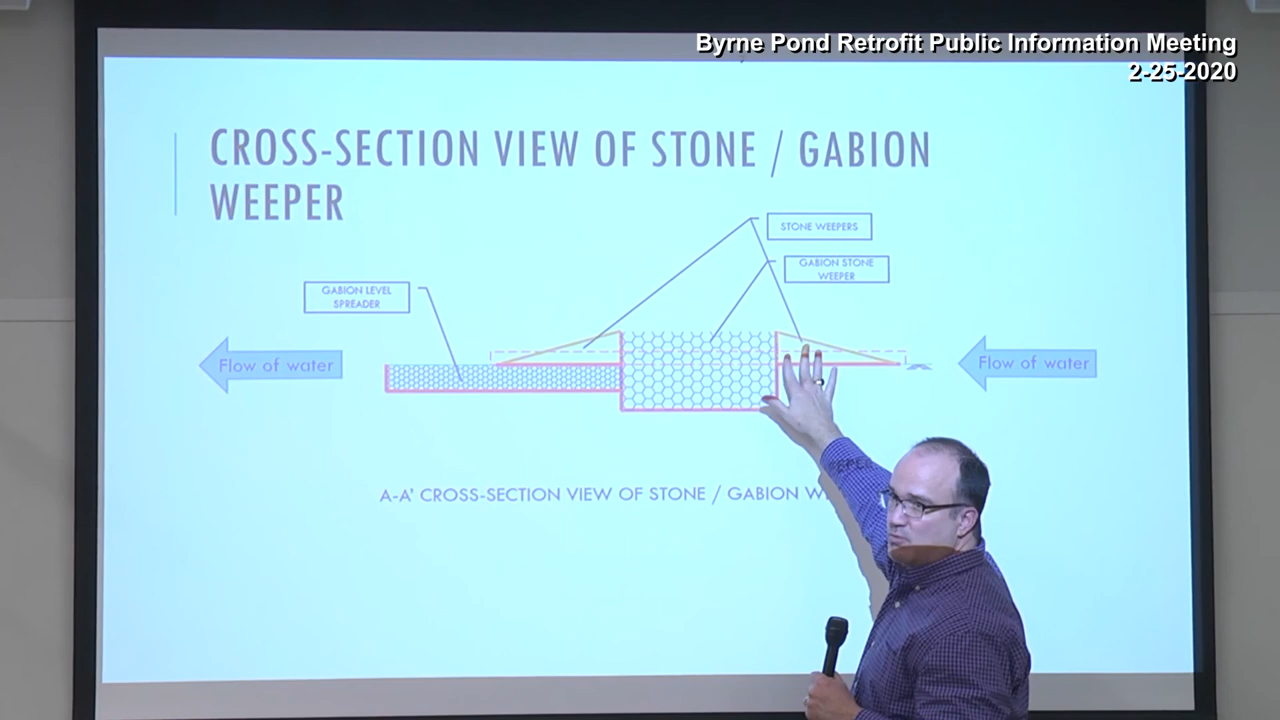 Byrne Pond Retrofit Public Information Meeting
2-25-2020
CROSS-SECTION VIEW OF STONE / GABION
WEEPER
STONE WEEPERS
GABION STONE
WEEPER
GABION LEVEL
SPREADER
Flow of water
Flow of water
A-A' CROSS-SECTION VIEW OF STONE / GABION